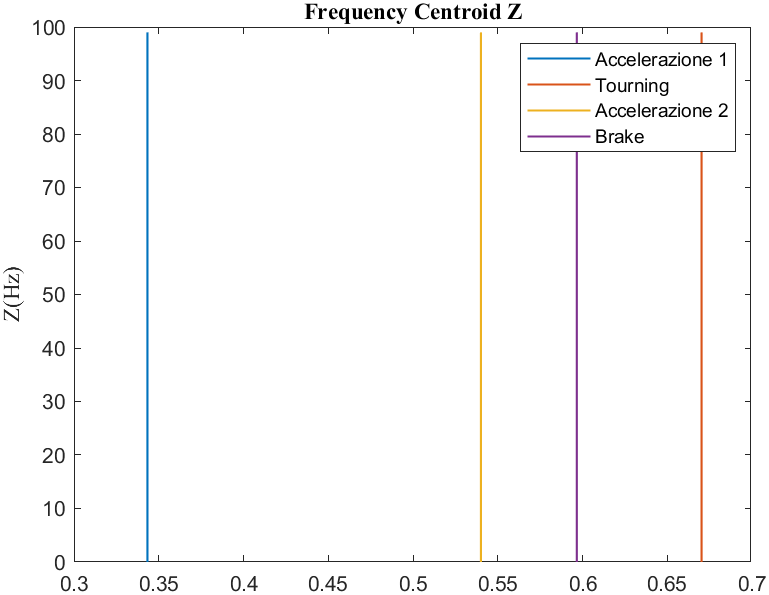 Frequency Centroid Z
100
90
80
70
60
50
40
30
20
10
0
Z(Hz)
Accelerazione 1
Tourning
Accelerazione 2
Brake
0.3 0.35 0.4 0.45 0.5 0.55 0.6 0.65 0.7